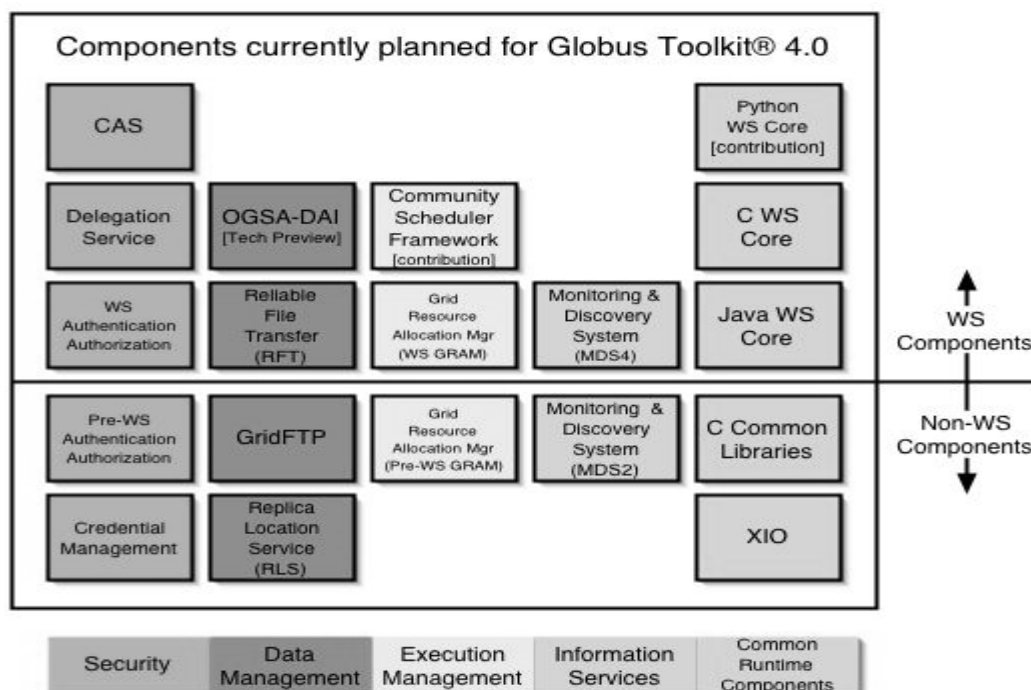 Components currently planned for Globus Toolkit® 4.0
CAS
Python
WS Core
[contribution]
Delegation
Service
OGSA-DAI
[Tech Preview]
Community
Scheduler
Framework
[contribution]
C WS
Core
WS
Authentication
Authorization
Reliable
File
Transfer
(RFT)
Grid
Resource
Allocation Mgr
(WS GRAM)
Monitoring &
Discovery
System
(MDS4)
Java WS
Core
WS
Components
Pre-WS
Authentication
Authorization
GridFTP
Grid
Resource
Allocation Mgr
(Pre-WS GRAM)
Monitoring &
Discovery
System
(MDS2)
C Common
Libraries
Non-WS
Components
Credential
Management
Replica
Location
Service
(RLS)
XIO
Security
Data
Management
Execution
Management
Information
Services
Common
Runtime
Components